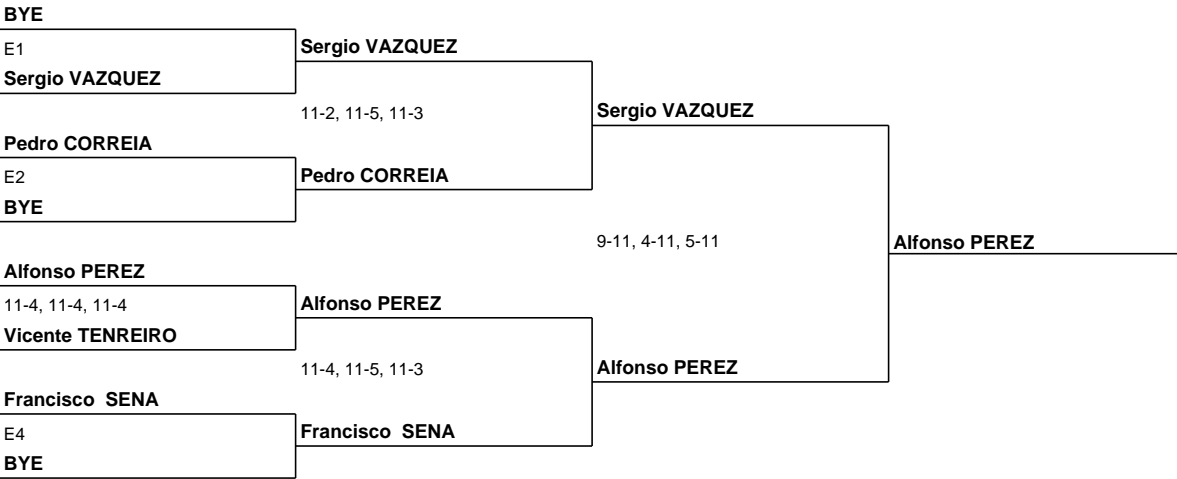 BYE
E1
Sergio VAZQUEZ
Sergio VAZQUEZ
11-2, 11-5, 11-3
Sergio VAZQUEZ
Pedro CORREIA
E2
Pedro CORREIA
BYE
9-11, 4-11, 5-11
Alfonso PEREZ
Alfonso PEREZ
11-4, 11-4, 11-4
Alfonso PEREZ
Vicente TENREIRO
11-4, 11-5, 11-3
Alfonso PEREZ
Francisco  SENA
E4
Francisco  SENA
BYE